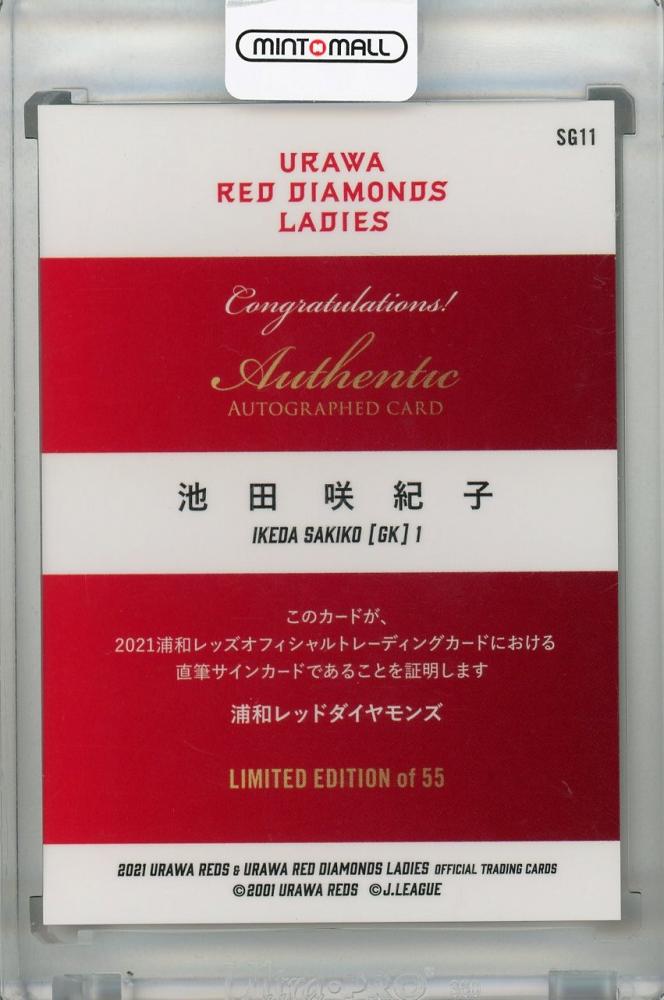 MINTMALL
SG11
URAWA
RED DIAMONDS
LADIES
Congratulations!
Authentic
AUTOGRAPHED CARD
池田 咲紀子
IKEDA SAKIKO [GK] 1
このカードが、
2021浦和レッズオフィシャルトレーディングカードにおける
直筆サインカードであることを証明します
浦和レッドダイヤモンズ
LIMITED EDITION of 55
2021 URAWA REDS & URAWA RED DIAMONDS LADIES OFFICIAL TRADING CARDS
©2001 URAWA REDS ©J.LEAGUE
Ultra•PRO